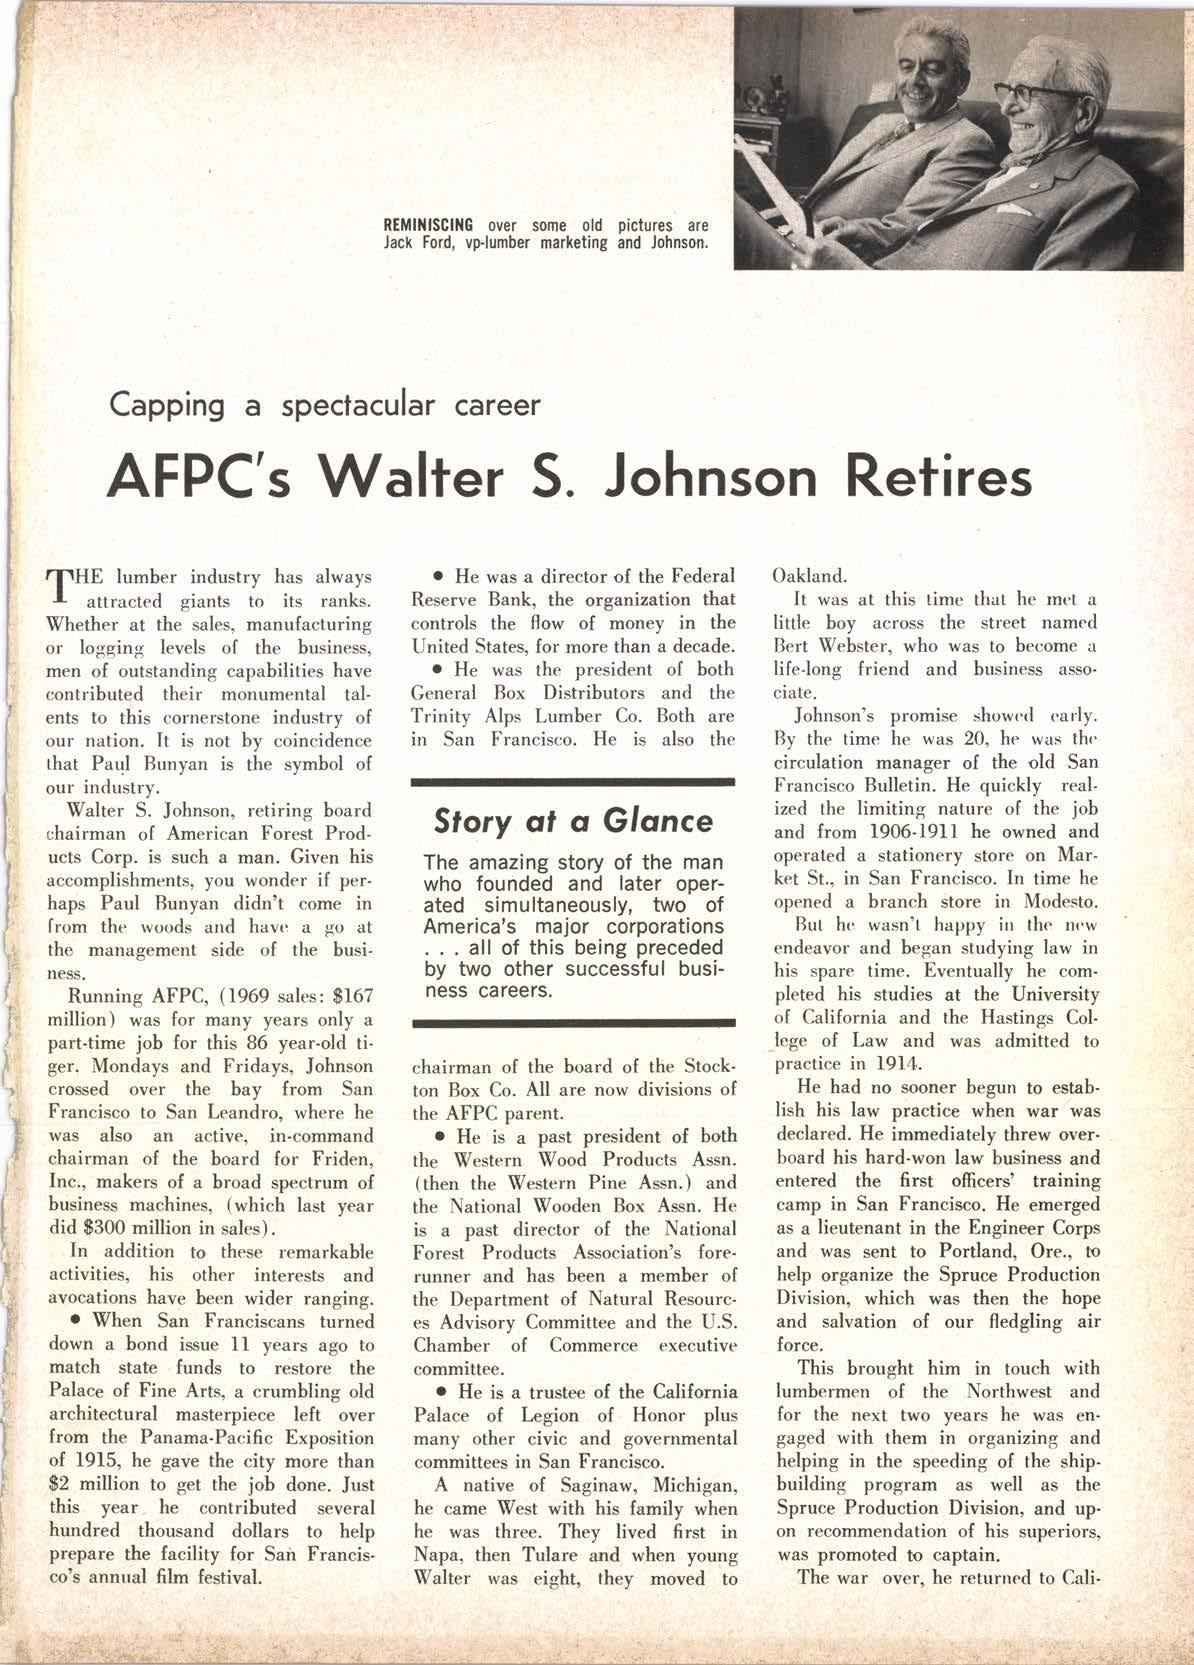 REMINISCING over some old pictures are
Jack Ford, vp-lumber marketing and Johnson.
Capping a spectacular career
AFPC's Walter S. Johnson Retires
THE lumber industry has always
attracted giants to its ranks.
Whether at the sales, manufacturing
or logging levels of the business,
men of outstanding capabilities have
contributed their monumental tal-
ents to this cornerstone industry of
our nation. It is not by coincidence
that Paul Bunyan is the symbol of
our industry.
Walter S. Johnson, retiring board
chairman of American Forest Prod-
ucts Corp. is such a man. Given his
accomplishments, you wonder if per-
haps Paul Bunyan didn't come in
from the woods and have a go at
the management side of the busi-
ness.
Running AFPC, (1969 sales: $167
million) was for many years only a
part-time job for this 86 year-old ti-
ger. Mondays and Fridays, Johnson
crossed over the bay from San
Francisco to San Leandro, where he
was also an active, in-command
chairman of the board for Friden,
Inc., makers of a broad spectrum of
business machines, (which last year
did $300 million in sales).
In addition to these remarkable
activities, his other interests and
avocations have been wider ranging.
• When San Franciscans turned
down a bond issue 11 years ago to
match state funds to restore the
Palace of Fine Arts, a crumbling old
architectural masterpiece left over
from the Panama-Pacific Exposition
of 1915, he gave the city more than
$2 million to get the job done. Just
this year he contributed several
hundred thousand dollars to help
prepare the facility for San Francis-
co's annual film festival.
• He was a director of the Federal
Reserve Bank, the organization that
controls the flow of money in the
United States, for more than a decade.
• He was the president of both
General Box Distributors and the
Trinity Alps Lumber Co. Both are
in San Francisco. He is also the
Story at a Glance
The amazing story of the man
who founded and later oper-
ated simultaneously, two of
America's major corporations
. . . all of this being preceded
by two other successful busi-
ness careers.
chairman of the board of the Stock-
ton Box Co. All are now divisions of
the AFPC parent.
• He is a past president of both
the Western Wood Products Assn.
(then the Western Pine Assn.) and
the National Wooden Box Assn. He
is a past director of the National
Forest Products Association's fore-
runner and has been a member of
the Department of Natural Resourc-
es Advisory Committee and the U.S.
Chamber of Commerce executive
committee.
• He is a trustee of the California
Palace of Legion of Honor plus
many other civic and governmental
committees in San Francisco.
A native of Saginaw, Michigan,
he came West with his family when
he was three. They lived first in
Napa, then Tulare and when young
Walter was eight, they moved to
Oakland.
It was at this time that he met a
little boy across the street named
Bert Webster, who was to become a
life-long friend and business asso-
ciate.
Johnson's promise showed early.
By the time he was 20, he was the
circulation manager of the old San
Francisco Bulletin. He quickly real-
ized the limiting nature of the job
and from 1906-1911 he owned and
operated a stationery store on Mar-
ket St., in San Francisco. In time he
opened a branch store in Modesto.
But he wasn't happy in the new
endeavor and began studying law in
his spare time. Eventually he com-
pleted his studies at the University
of California and the Hastings Col-
lege of Law and was admitted to
practice in 1914.
He had no sooner begun to estab-
lish his law practice when war was
declared. He immediately threw over-
board his hard-won law business and
entered the first officers' training
camp in San Francisco. He emerged
as a lieutenant in the Engineer Corps
and was sent to Portland, Ore., to
help organize the Spruce Production
Division, which was then the hope
and salvation of our fledgling air
force.
This brought him in touch with
lumbermen of the Northwest and
for the next two years he was en-
gaged with them in organizing and
helping in the speeding of the ship-
building program as well as the
Spruce Production Division, and up-
on recommendation of his superiors,
was promoted to captain.
The war over, he returned to Cali-